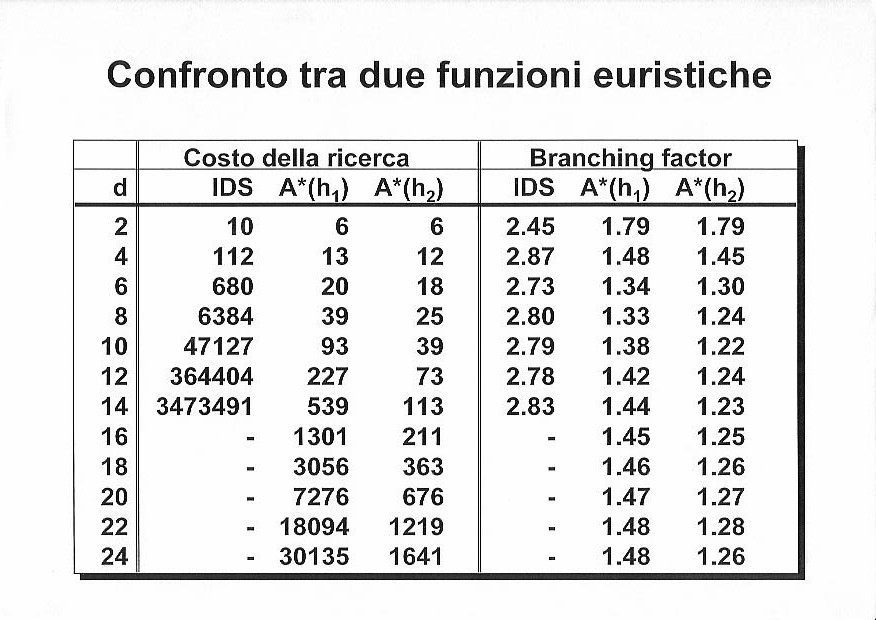 Confronto tra due funzioni euristiche
Costo della ricerca Branching factor
d IDS A*(h₁) A*(h₂) IDS A*(h₁) A*(h₂)
2 10 6 6 2.45 1.79 1.79
4 112 13 12 2.87 1.48 1.45
6 680 20 18 2.73 1.34 1.30
8 6384 39 25 2.80 1.33 1.24
10 47127 93 39 2.79 1.38 1.22
12 364404 227 73 2.78 1.42 1.24
14 3473491 539 113 2.83 1.44 1.23
16 - 1301 211 - 1.45 1.25
18 - 3056 363 - 1.46 1.26
20 - 7276 676 - 1.47 1.27
22 - 18094 1219 - 1.48 1.28
24 - 30135 1641 - 1.48 1.26